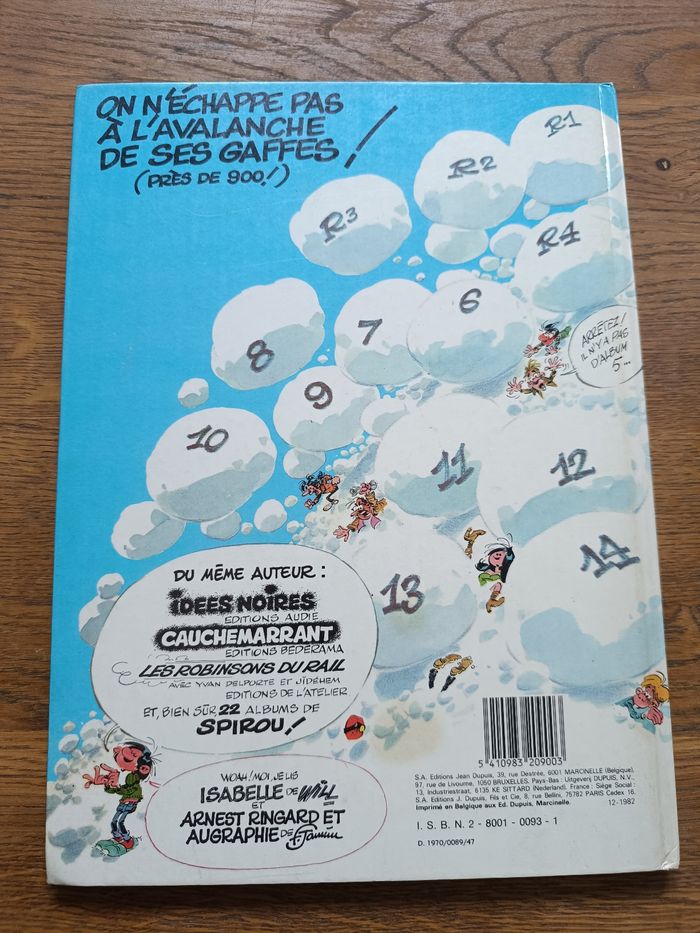 ON N'ÉCHAPPE PAS
À L'AVALANCHE
DE SES GAFFES!
(PRÈS DE 900!)
R1
R2
R3
R4
6
7
8
ARRÊTEZ!
IL N'Y A PAS
D'ALBUM
5...
9
10
11
12
13
14
DU MÊME AUTEUR :
IDÉES NOIRES
EDITIONS AUDIE
CAUCHEMARRANT
EDITIONS BÉDÉRAMA
LES ROBINSONS DU RAIL
AVEC YVAN DELPORTE ET JIDÉHEM
EDITIONS DE L'ATELIER
ET, BIEN SÛR 22 ALBUMS DE
SPIROU!
WOAH! MOI, JE LIS
ISABELLE DE WILL
ET
ARNEST RINGARD ET
AUGRAPHIE DE F. Jannin
5 410983 209003
S.A. Editions Jean Dupuis, 39, rue Destrée, 6001 MARCINELLE (Belgique).
97, rue de Livourne, 1050 BRUXELLES. Pays-Bas : Uitgeverij DUPUIS, N.V.,
13, Industriestraat, 6135 KE SITTARD (Nederland). France : Siège Social :
S.A. Editions J. Dupuis, Fils et Cie, 8, rue Bellini, 75782 PARIS Cedex 16.
Imprimé en Belgique aux Ed. Dupuis, Marcinelle. 12-1982
I. S. B. N. 2 - 8001 - 0093 - 1
D. 1970/0089/47